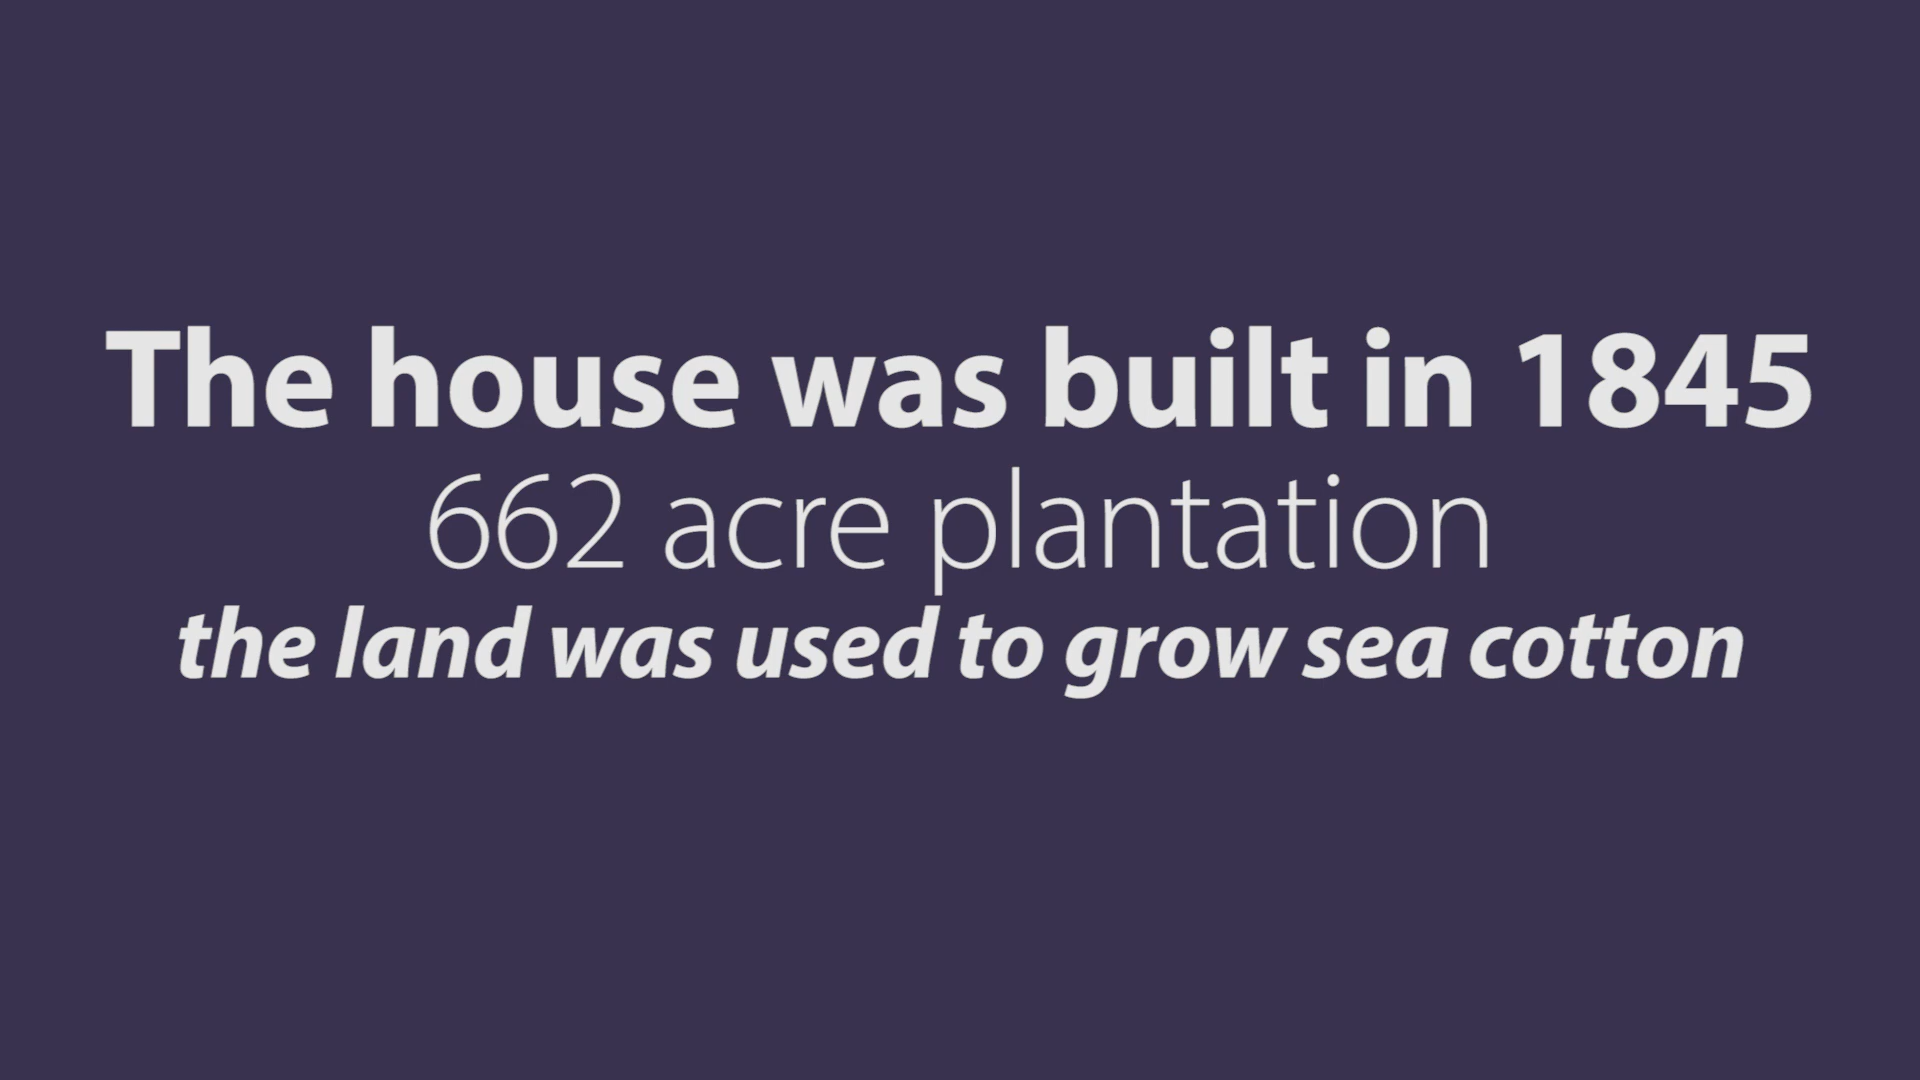 The house was built in 1845
662 acre plantation
the land was used to grow sea cotton